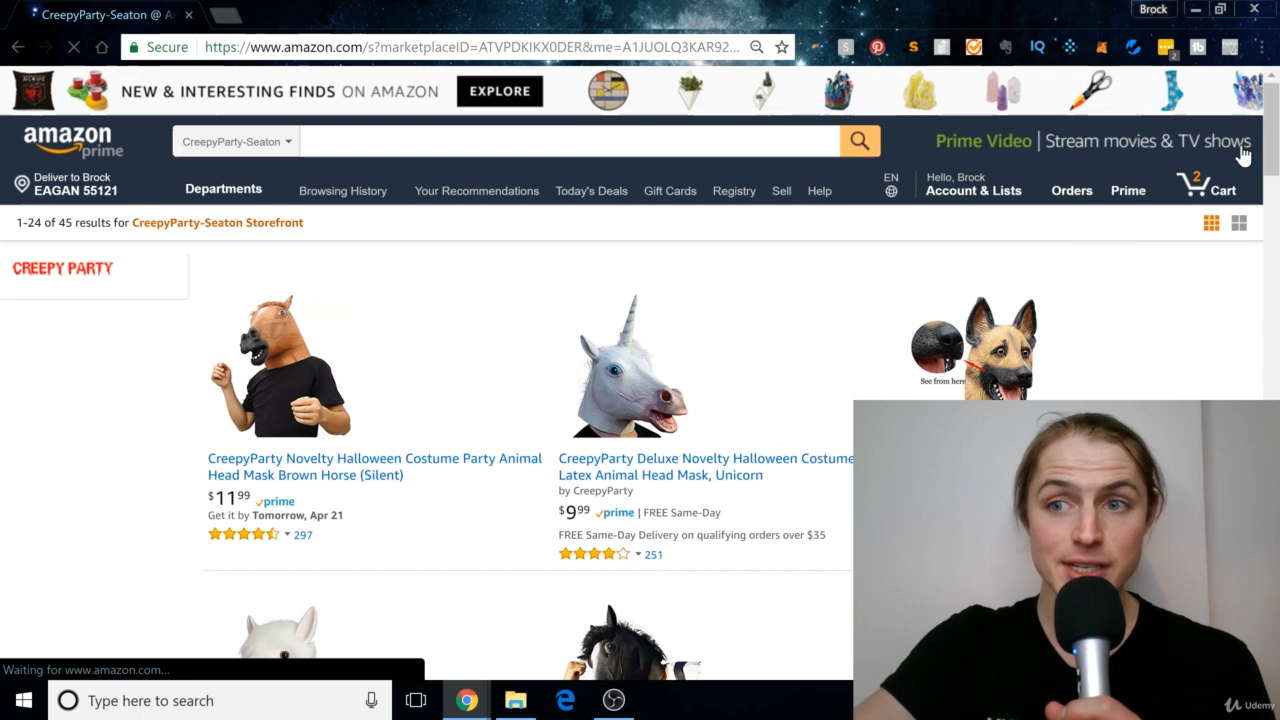 CreepyParty-Seaton @ A
Brock
Secure
https://www.amazon.com/s?marketplaceID=ATVPDKIKX0DER&me=A1JUOLQ3KAR92...
NEW & INTERESTING FINDS ON AMAZON
EXPLORE
amazon
prime
CreepyParty-Seaton
Prime Video | Stream movies & TV shows
Deliver to Brock
EAGAN 55121
Departments
Browsing History
Your Recommendations
Today's Deals
Gift Cards
Registry
Sell
Help
EN
Hello, Brock
Account & Lists
Orders
Prime
2
Cart
1-24 of 45 results for CreepyParty-Seaton Storefront
CREEPY PARTY
See from here
CreepyParty Novelty Halloween Costume Party Animal
Head Mask Brown Horse (Silent)
$11 99 prime
Get it by Tomorrow, Apr 21
297
CreepyParty Deluxe Novelty Halloween Costume
Latex Animal Head Mask, Unicorn
by CreepyParty
$9 99 prime | FREE Same-Day
FREE Same-Day Delivery on qualifying orders over $35
251
Waiting for www.amazon.com...
Type here to search
Udemy